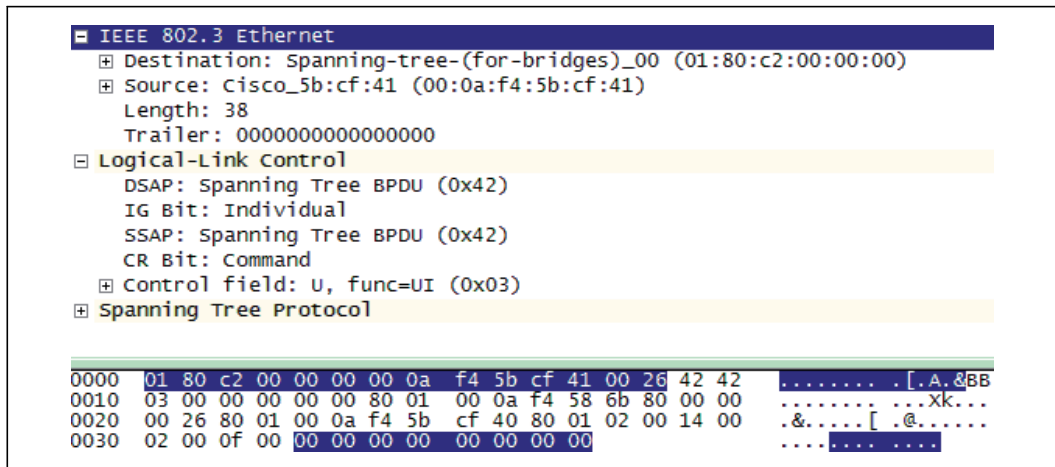 IEEE 802.3 Ethernet
Destination: Spanning-tree-(for-bridges)_00 (01:80:c2:00:00:00)
Source: Cisco_5b:cf:41 (00:0a:f4:5b:cf:41)
Length: 38
Trailer: 0000000000000000
Logical-Link Control
DSAP: Spanning Tree BPDU (0x42)
IG Bit: Individual
SSAP: Spanning Tree BPDU (0x42)
CR Bit: Command
Control field: U, func=UI (0x03)
Spanning Tree Protocol
0000 01 80 c2 00 00 00 00 0a f4 5b cf 41 00 26 42 42 ........ .[.A.&BB
0010 03 00 00 00 00 00 80 01 00 0a f4 58 6b 80 00 00 ........ ...Xk...
0020 00 26 80 01 00 0a f4 5b cf 40 80 01 02 00 14 00 .&.....[ .@......
0030 02 00 0f 00 00 00 00 00 00 00 00 00 ........ ....